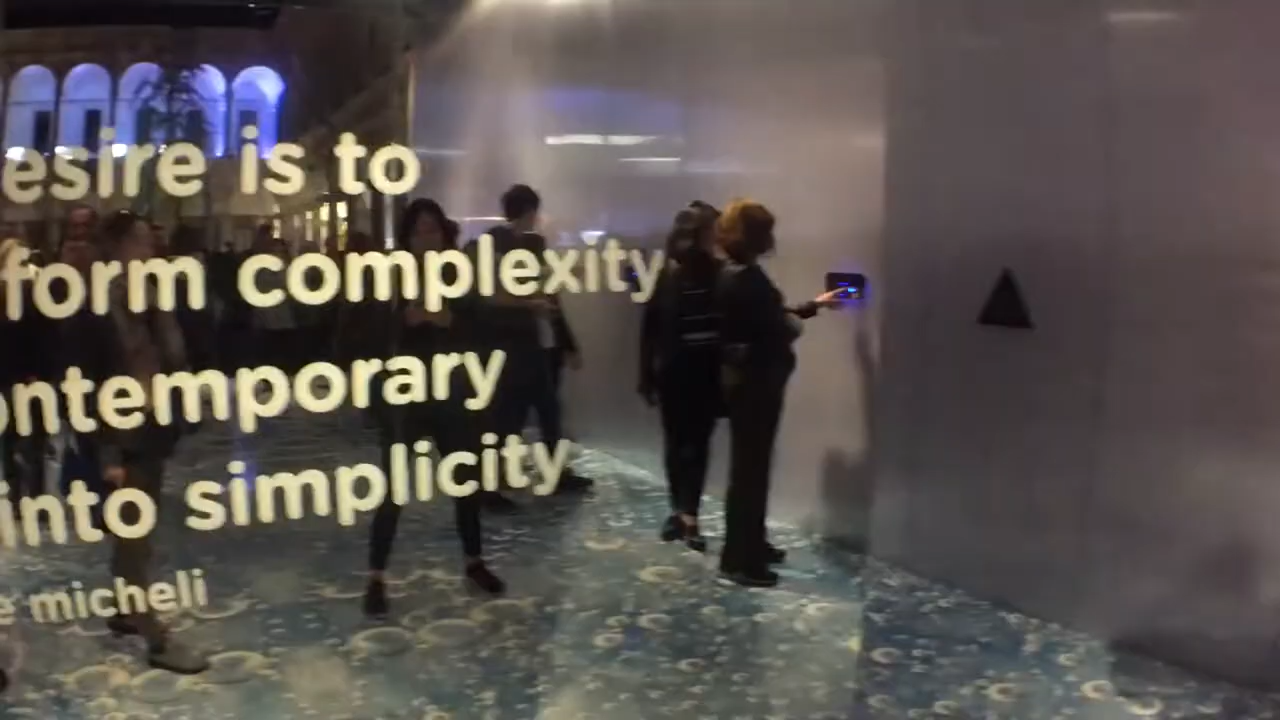 esire is to
form complexity
ontemporary
into simplicity
e micheli